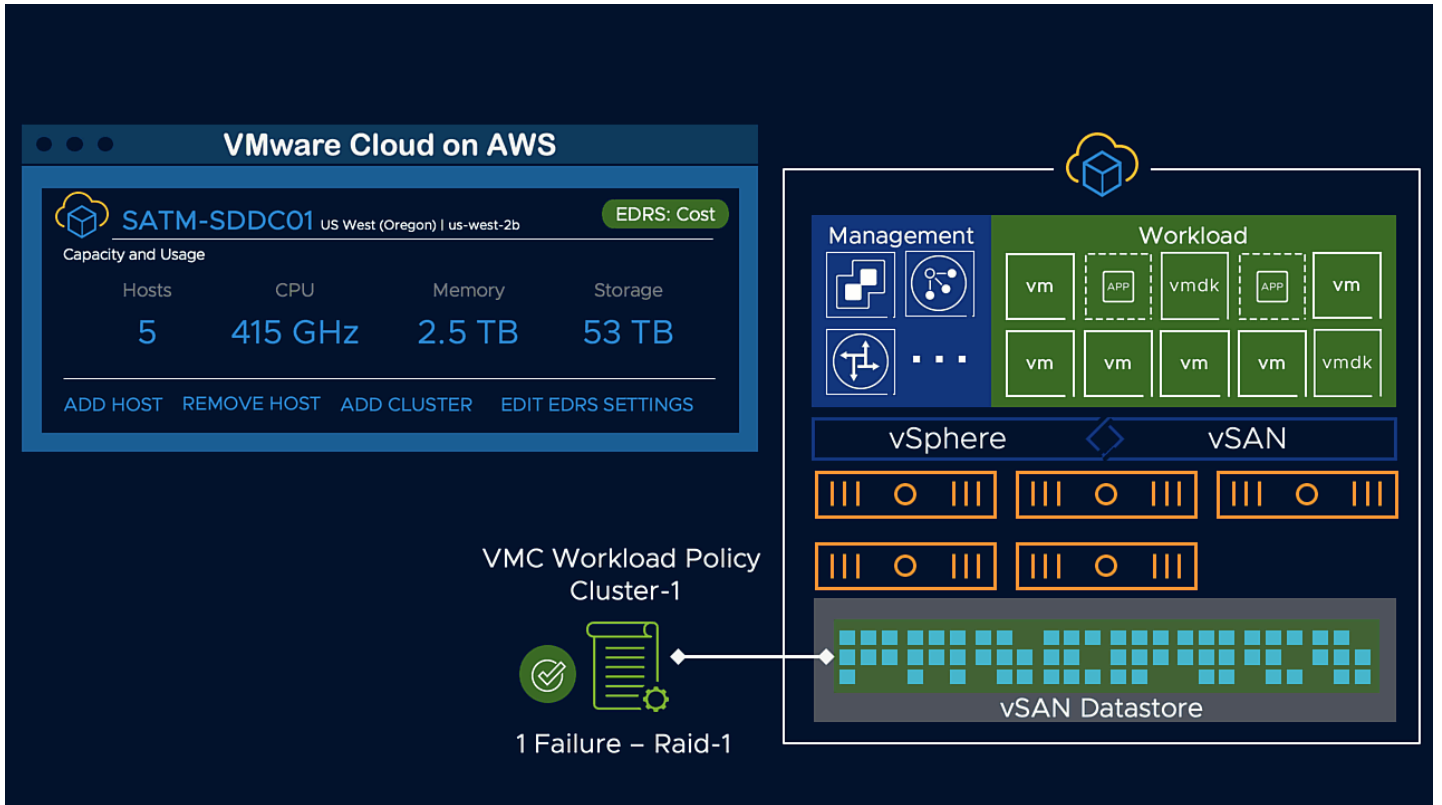 VMware Cloud on AWS
SATM-SDDC01 US West (Oregon) | us-west-2b
EDRS: Cost
Capacity and Usage
Hosts CPU Memory Storage
5 415 GHz 2.5 TB 53 TB
ADD HOST REMOVE HOST ADD CLUSTER EDIT EDRS SETTINGS
Management Workload
vm APP vmdk APP vm
vm vm vm vm vmdk
vSphere vSAN
VMC Workload Policy
Cluster-1
1 Failure – Raid-1
vSAN Datastore